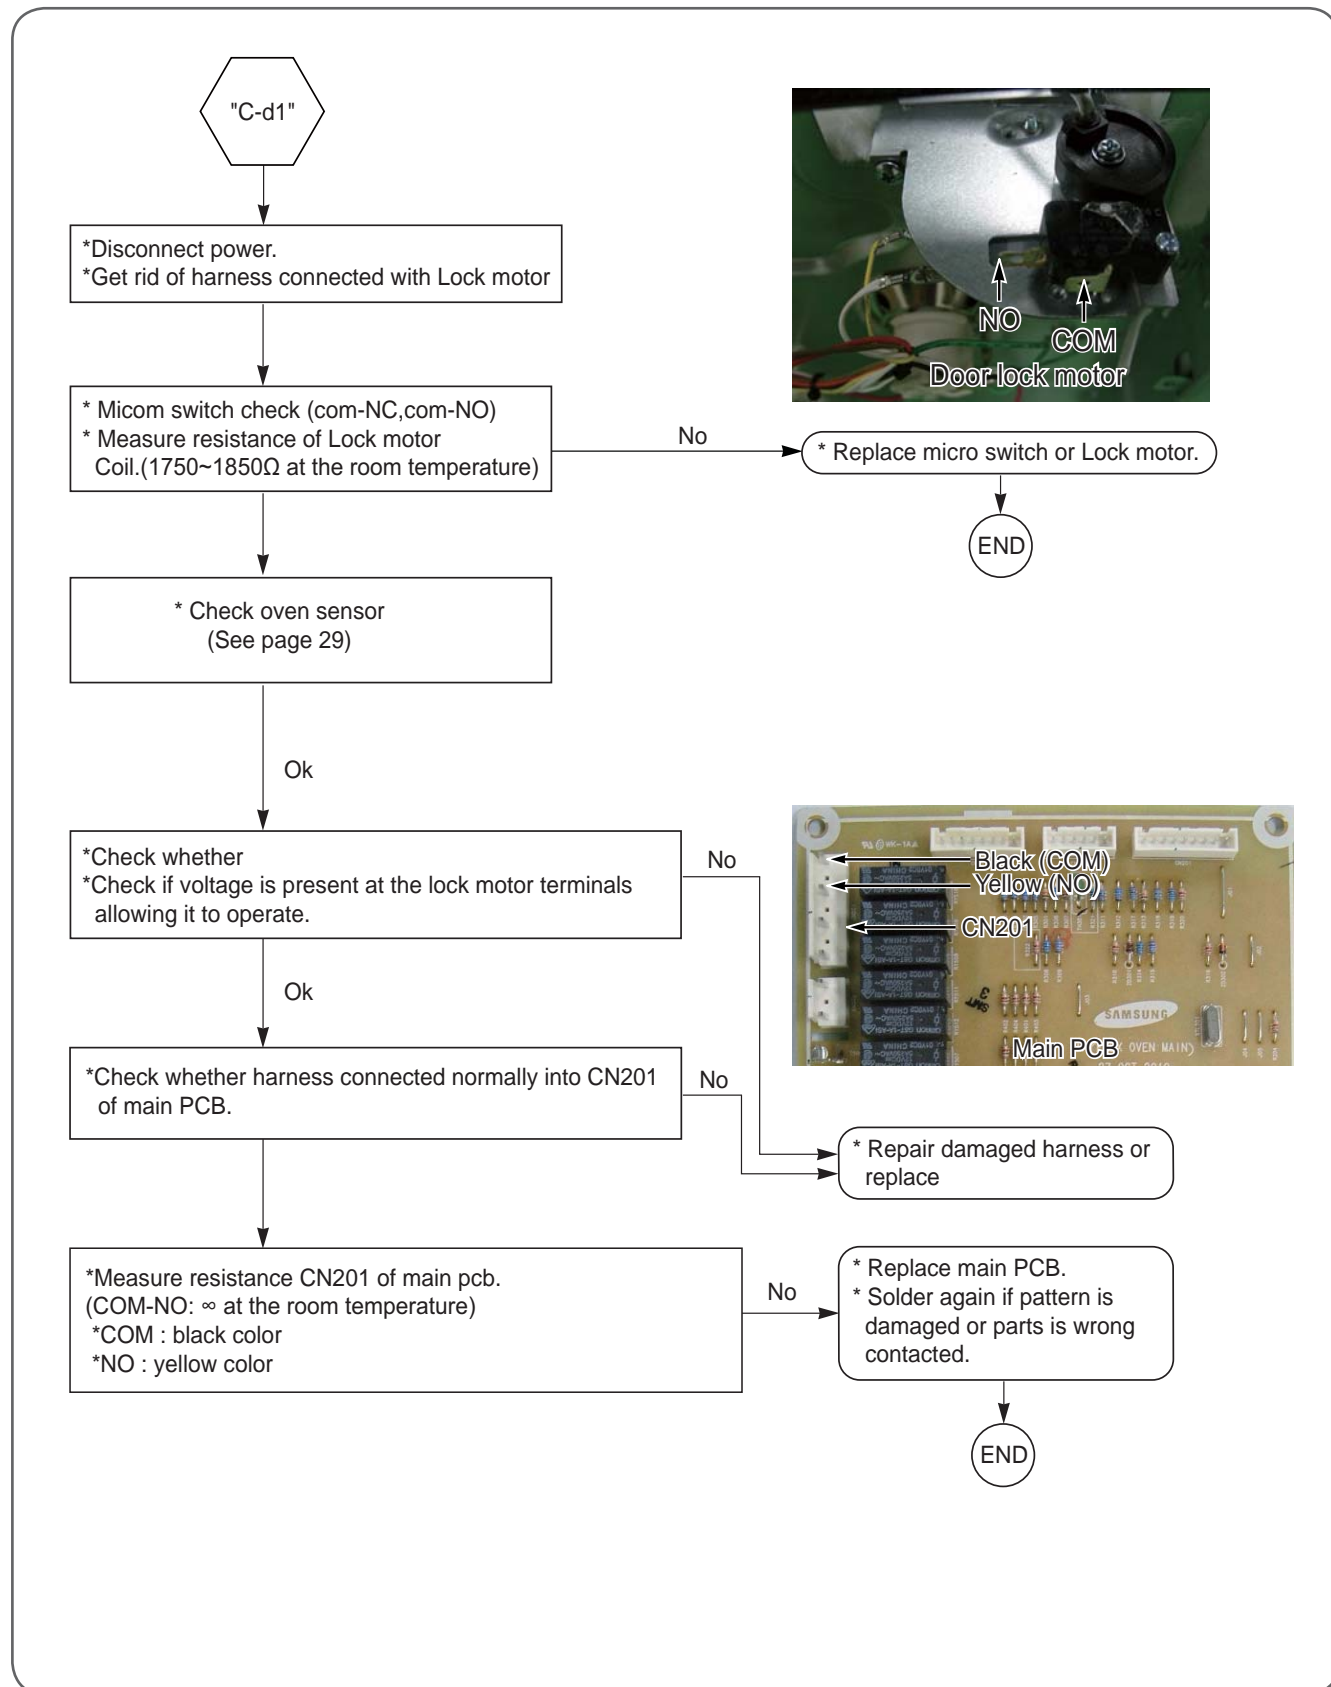 "C-d1"
*Disconnect power.
*Get rid of harness connected with Lock motor
NO
COM
Door lock motor
* Micom switch check (com-NC,com-NO)
* Measure resistance of Lock motor
Coil.(1750~1850Ω at the room temperature)
No
* Replace micro switch or Lock motor.
END
* Check oven sensor
(See page 29)
Ok
*Check whether
*Check if voltage is present at the lock motor terminals
allowing it to operate.
No
Black (COM)
Yellow (NO)
CN201
SAMSUNG
Main PCB
OVEN MAIN)
Ok
*Check whether harness connected normally into CN201
of main PCB.
No
* Repair damaged harness or
replace
*Measure resistance CN201 of main pcb.
(COM-NO: ∞ at the room temperature)
*COM : black color
*NO : yellow color
No
* Replace main PCB.
* Solder again if pattern is
damaged or parts is wrong
contacted.
END